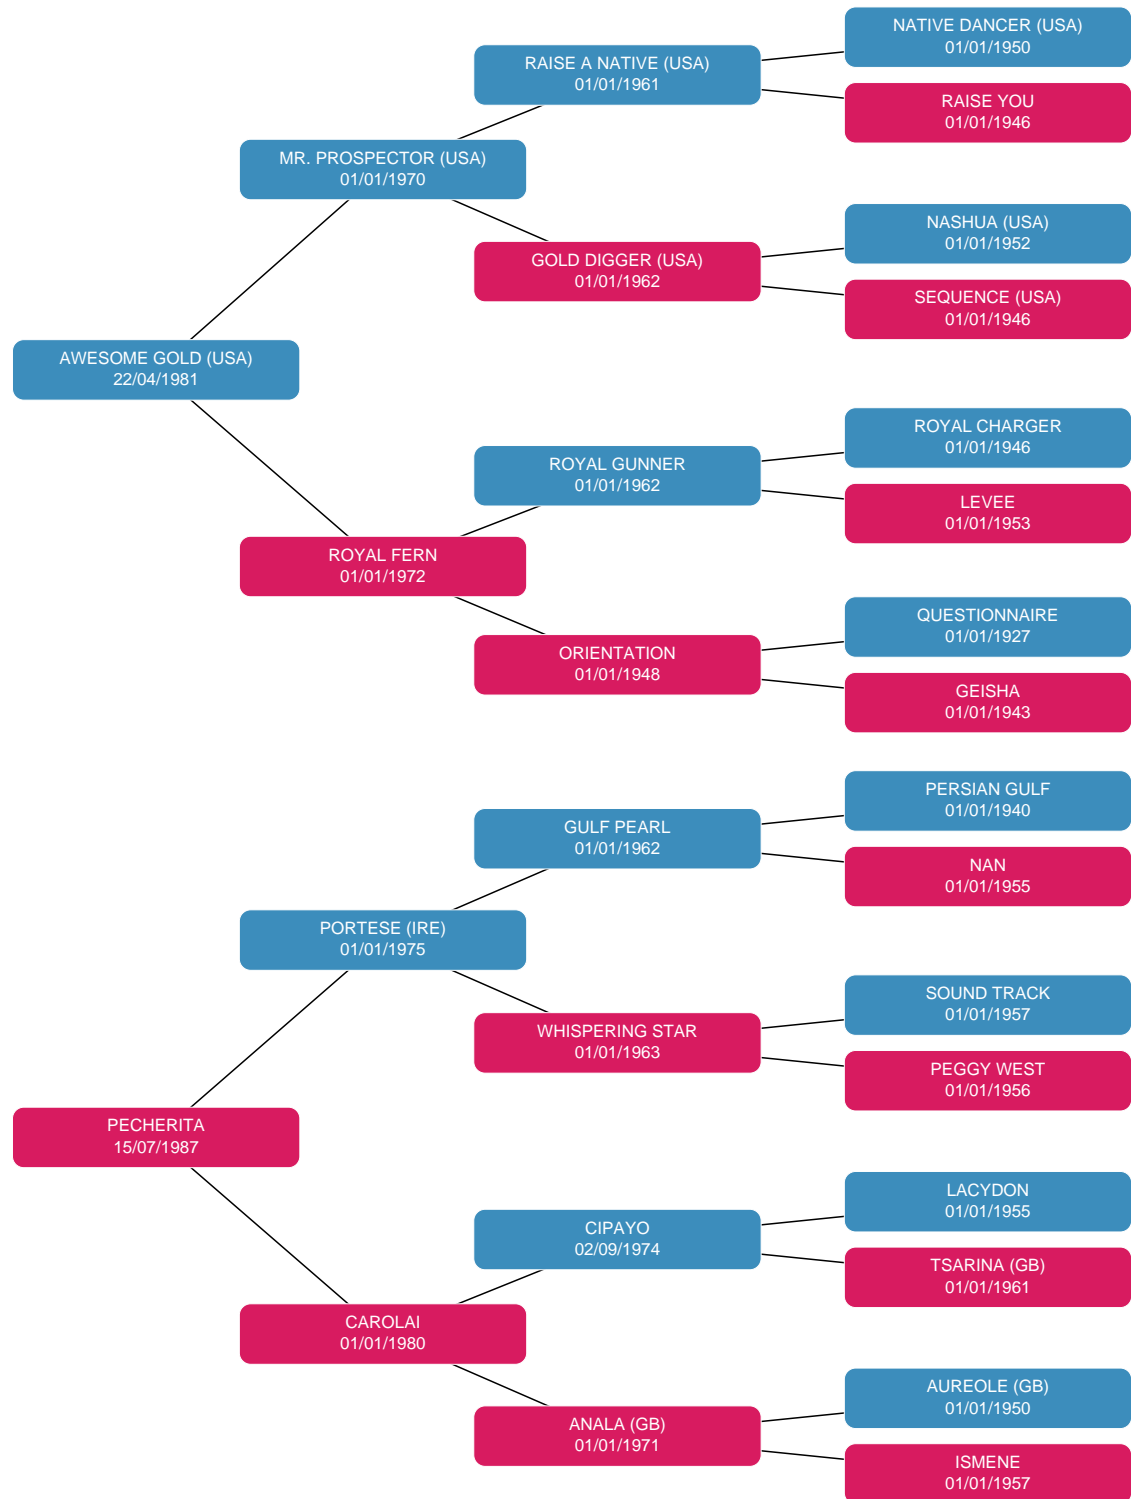 NATIVE DANCER (USA)
01/01/1950
RAISE A NATIVE (USA)
01/01/1961
RAISE YOU
01/01/1946
MR. PROSPECTOR (USA)
01/01/1970
NASHUA (USA)
01/01/1952
GOLD DIGGER (USA)
01/01/1962
SEQUENCE (USA)
01/01/1946
AWESOME GOLD (USA)
22/04/1981
ROYAL CHARGER
01/01/1946
ROYAL GUNNER
01/01/1962
LEVEE
01/01/1953
ROYAL FERN
01/01/1972
QUESTIONNAIRE
01/01/1927
ORIENTATION
01/01/1948
GEISHA
01/01/1943
PERSIAN GULF
01/01/1940
GULF PEARL
01/01/1962
NAN
01/01/1955
PORTESE (IRE)
01/01/1975
SOUND TRACK
01/01/1957
WHISPERING STAR
01/01/1963
PEGGY WEST
01/01/1956
PECHERITA
15/07/1987
LACYDON
01/01/1955
CIPAYO
02/09/1974
TSARINA (GB)
01/01/1961
CAROLAI
01/01/1980
AUREOLE (GB)
01/01/1950
ANALA (GB)
01/01/1971
ISMENE
01/01/1957